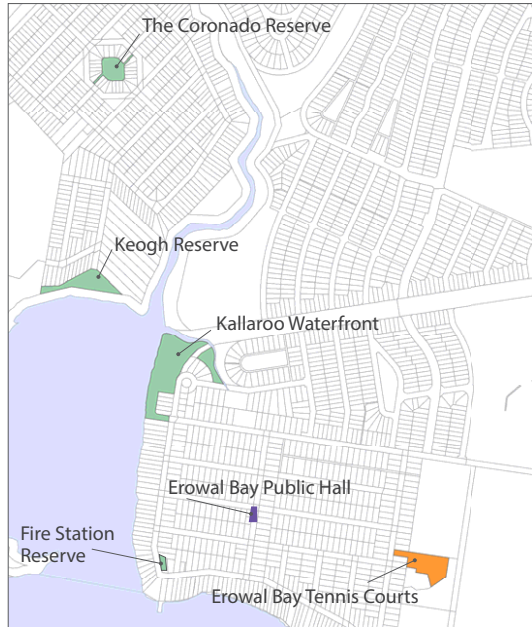 The Coronado Reserve
Keogh Reserve
Kallaroo Waterfront
Erowal Bay Public Hall
Fire Station
Reserve
Erowal Bay Tennis Courts